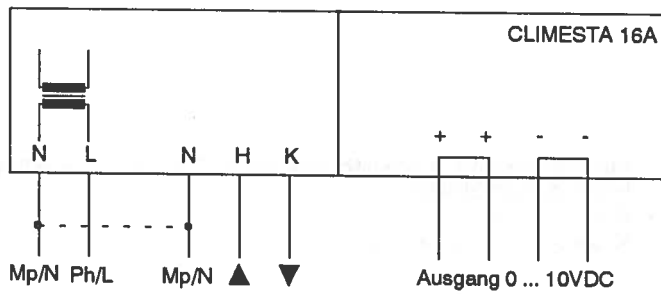 CLIMESTA 16A
+ + - -
N L N H K
Mp/N Ph/L Mp/N ▲ ▼ Ausgang 0 ... 10VDC